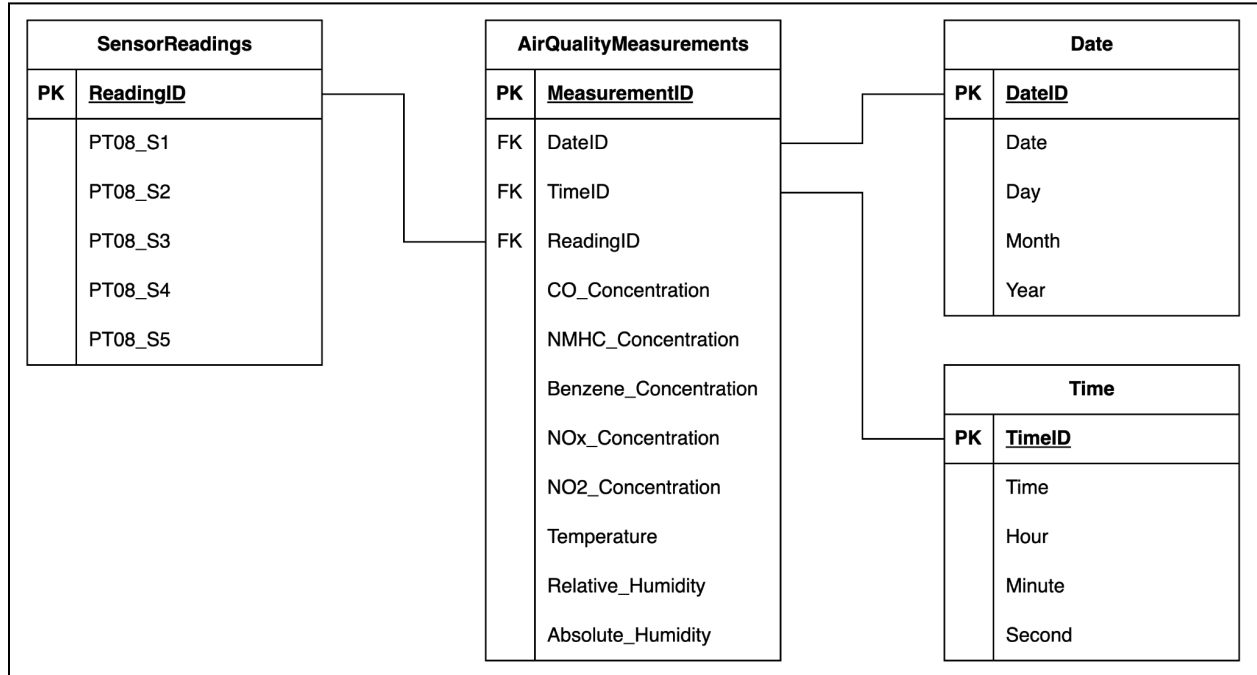 SensorReadings
PK ReadingID
PT08_S1
PT08_S2
PT08_S3
PT08_S4
PT08_S5
AirQualityMeasurements
PK MeasurementID
FK DateID
FK TimeID
FK ReadingID
CO_Concentration
NMHC_Concentration
Benzene_Concentration
NOx_Concentration
NO2_Concentration
Temperature
Relative_Humidity
Absolute_Humidity
Date
PK DateID
Date
Day
Month
Year
Time
PK TimeID
Time
Hour
Minute
Second